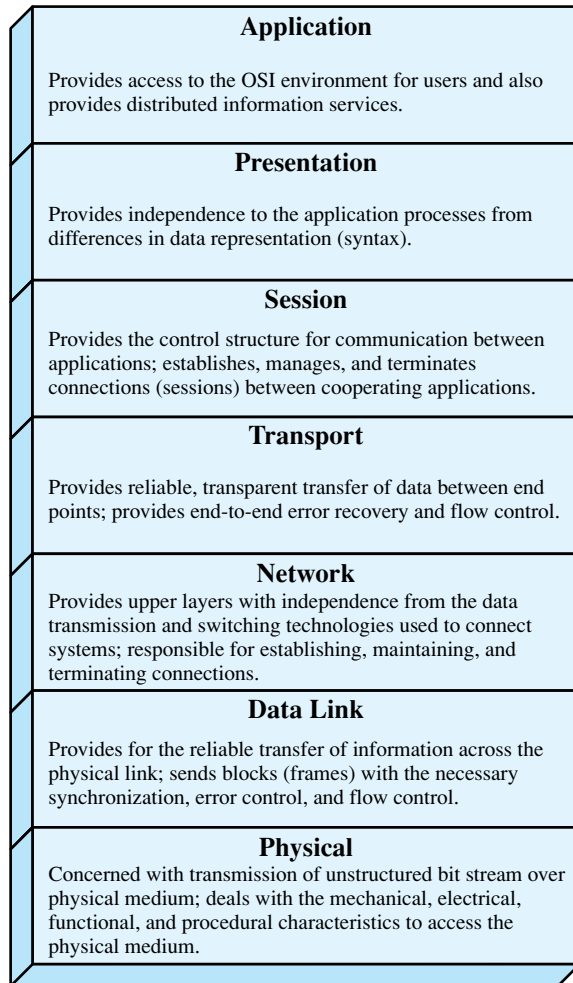 Application
Provides access to the OSI environment for users and also
provides distributed information services.
Presentation
Provides independence to the application processes from
differences in data representation (syntax).
Session
Provides the control structure for communication between
applications; establishes, manages, and terminates
connections (sessions) between cooperating applications.
Transport
Provides reliable, transparent transfer of data between end
points; provides end-to-end error recovery and flow control.
Network
Provides upper layers with independence from the data
transmission and switching technologies used to connect
systems; responsible for establishing, maintaining, and
terminating connections.
Data Link
Provides for the reliable transfer of information across the
physical link; sends blocks (frames) with the necessary
synchronization, error control, and flow control.
Physical
Concerned with transmission of unstructured bit stream over
physical medium; deals with the mechanical, electrical,
functional, and procedural characteristics to access the
physical medium.